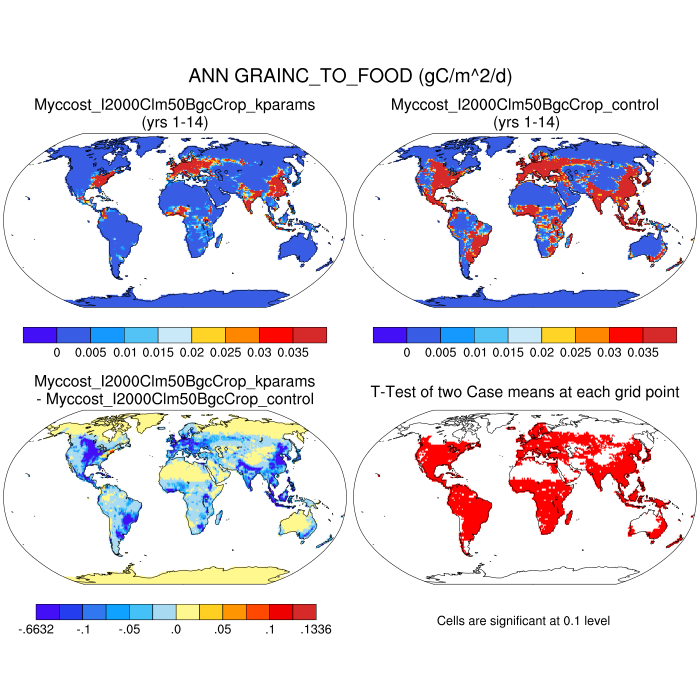 ANN GRAINC_TO_FOOD (gC/m^2/d)
Myccost_I2000Clm50BgcCrop_kparams
(yrs 1-14)
Myccost_I2000Clm50BgcCrop_control
(yrs 1-14)
0 0.005 0.01 0.015 0.02 0.025 0.03 0.035
0 0.005 0.01 0.015 0.02 0.025 0.03 0.035
Myccost_I2000Clm50BgcCrop_kparams
- Myccost_I2000Clm50BgcCrop_control
T-Test of two Case means at each grid point
-.6632 -.1 -.05 .0 .05 .1 .1336
Cells are significant at 0.1 level